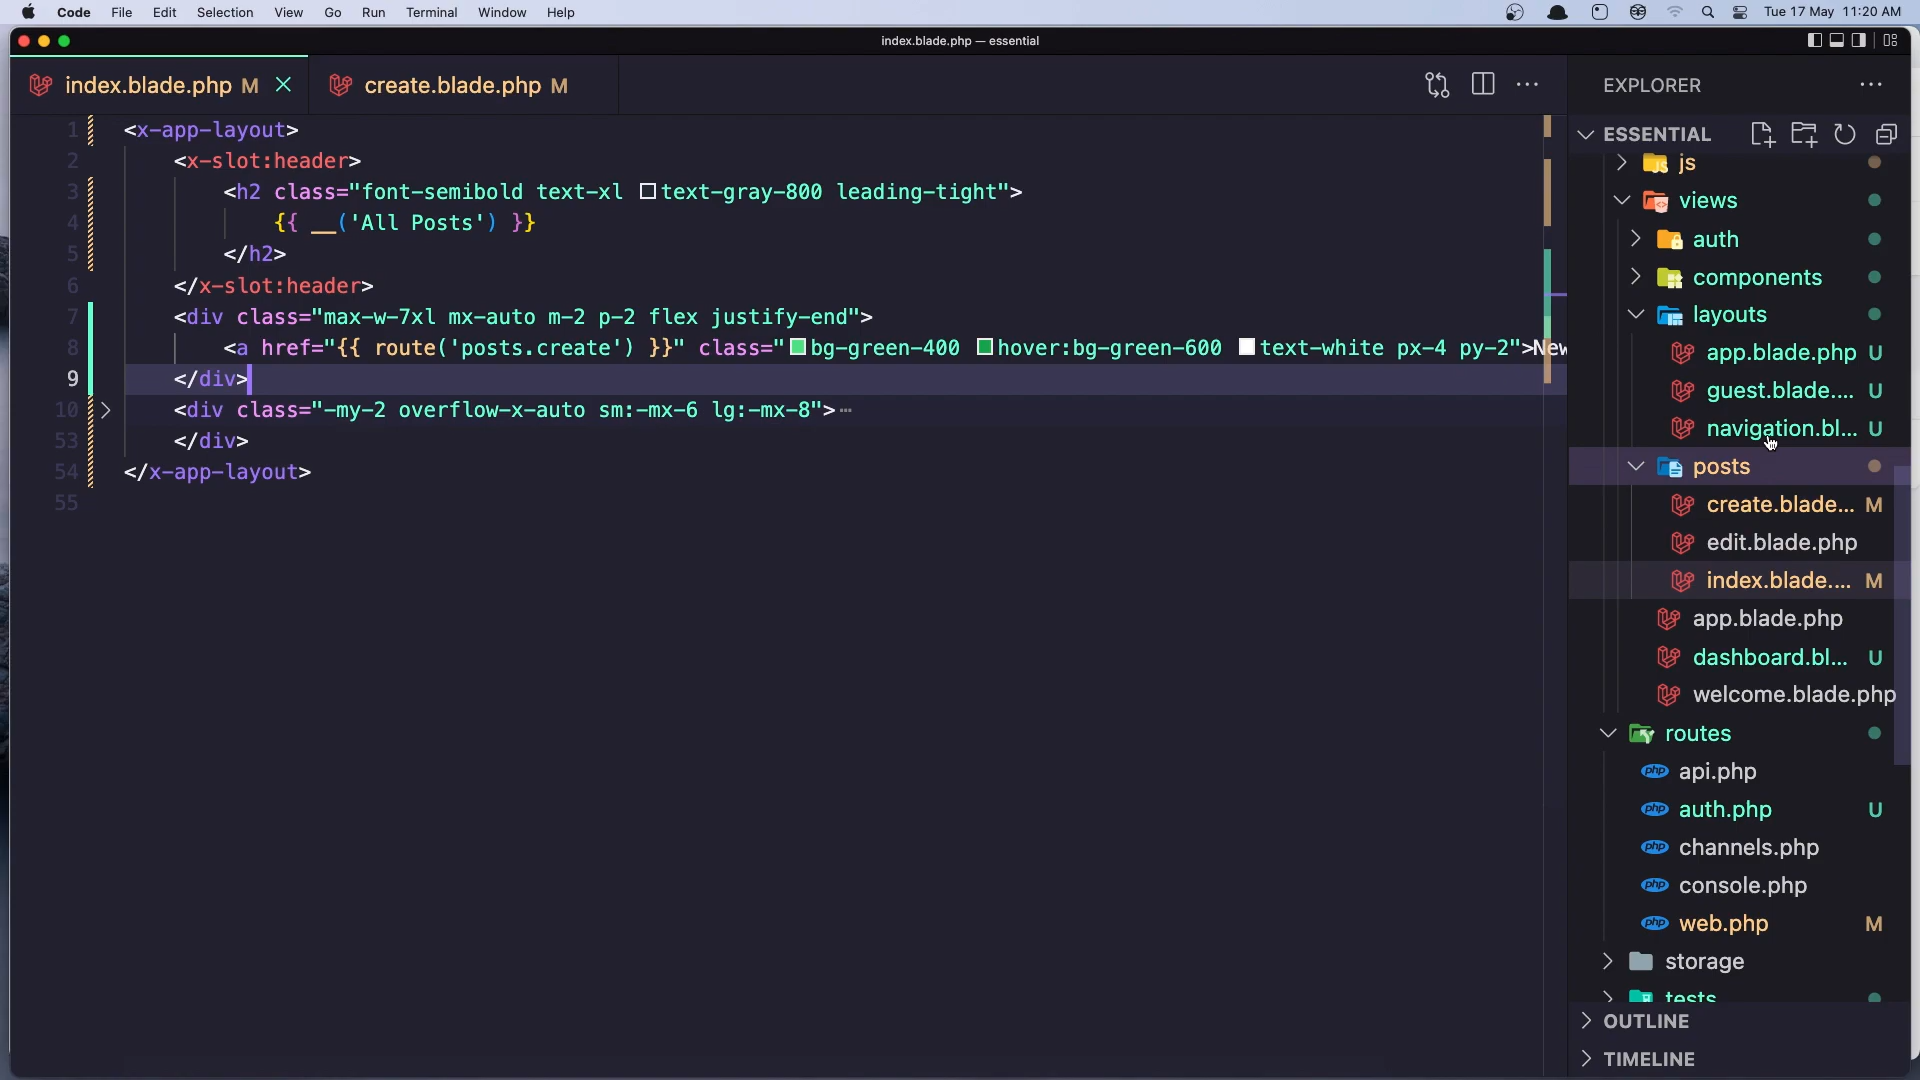 Code File Edit Selection View Go Run Terminal Window Help
Tue 17 May 11:20 AM
index.blade.php — essential
index.blade.php M
create.blade.php M
1 <x-app-layout>
2 <x-slot:header>
3 <h2 class="font-semibold text-xl text-gray-800 leading-tight">
4 {{ __('All Posts') }}
5 </h2>
6 </x-slot:header>
7 <div class="max-w-7xl mx-auto m-2 p-2 flex justify-end">
8 <a href="{{ route('posts.create') }}" class="bg-green-400 hover:bg-green-600 text-white px-4 py-2">New
9 </div>
10 <div class="-my-2 overflow-x-auto sm:-mx-6 lg:-mx-8">
53 </div>
54 </x-app-layout>
55
EXPLORER
ESSENTIAL
js
views
auth
components
layouts
app.blade.php U
guest.blade.... U
navigation.bl... U
posts
create.blade... M
edit.blade.php
index.blade.... M
app.blade.php
dashboard.bl... U
welcome.blade.php
routes
php api.php
php auth.php U
php channels.php
php console.php
php web.php M
storage
tests
OUTLINE
TIMELINE